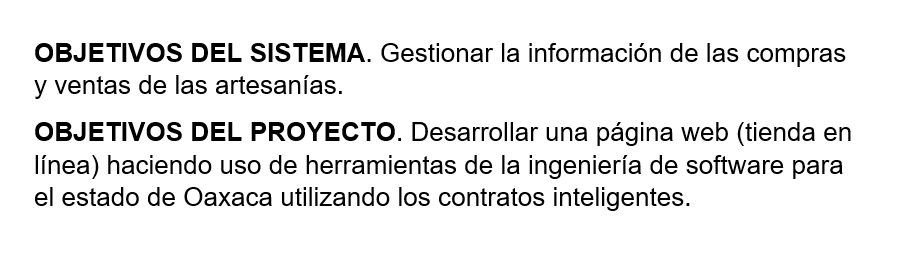 OBJETIVOS DEL SISTEMA. Gestionar la información de las compras
y ventas de las artesanías.
OBJETIVOS DEL PROYECTO. Desarrollar una página web (tienda en
línea) haciendo uso de herramientas de la ingeniería de software para
el estado de Oaxaca utilizando los contratos inteligentes.